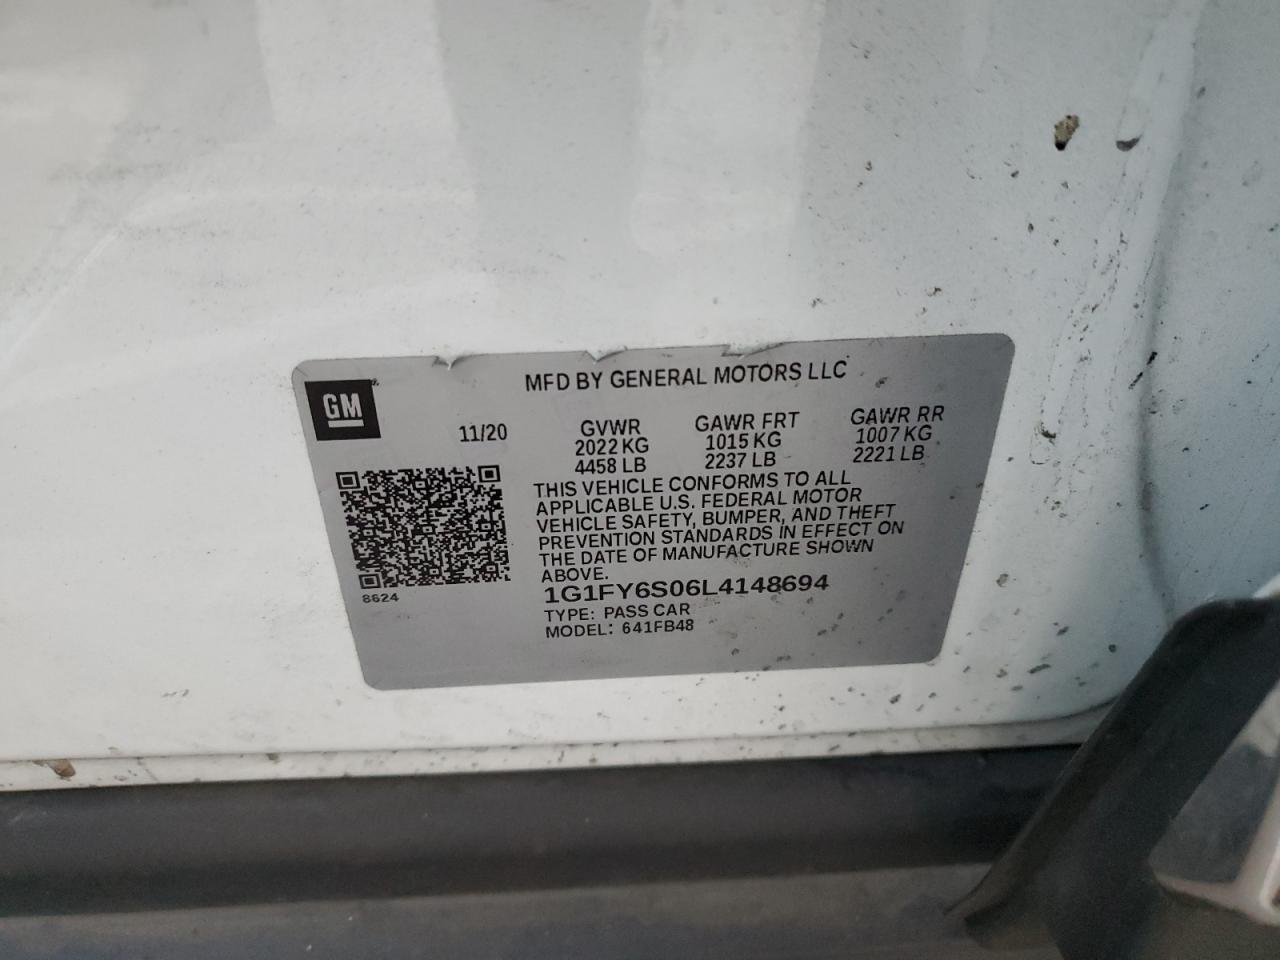 MFD BY GENERAL MOTORS LLC
GM
11/20
GVWR GAWR FRT GAWR RR
2022 KG 1015 KG 1007 KG
4458 LB 2237 LB 2221 LB
THIS VEHICLE CONFORMS TO ALL
APPLICABLE U.S. FEDERAL MOTOR
VEHICLE SAFETY, BUMPER, AND THEFT
PREVENTION STANDARDS IN EFFECT ON
THE DATE OF MANUFACTURE SHOWN
ABOVE.
8624
1G1FY6S06L4148694
TYPE: PASS CAR
MODEL: 641FB48